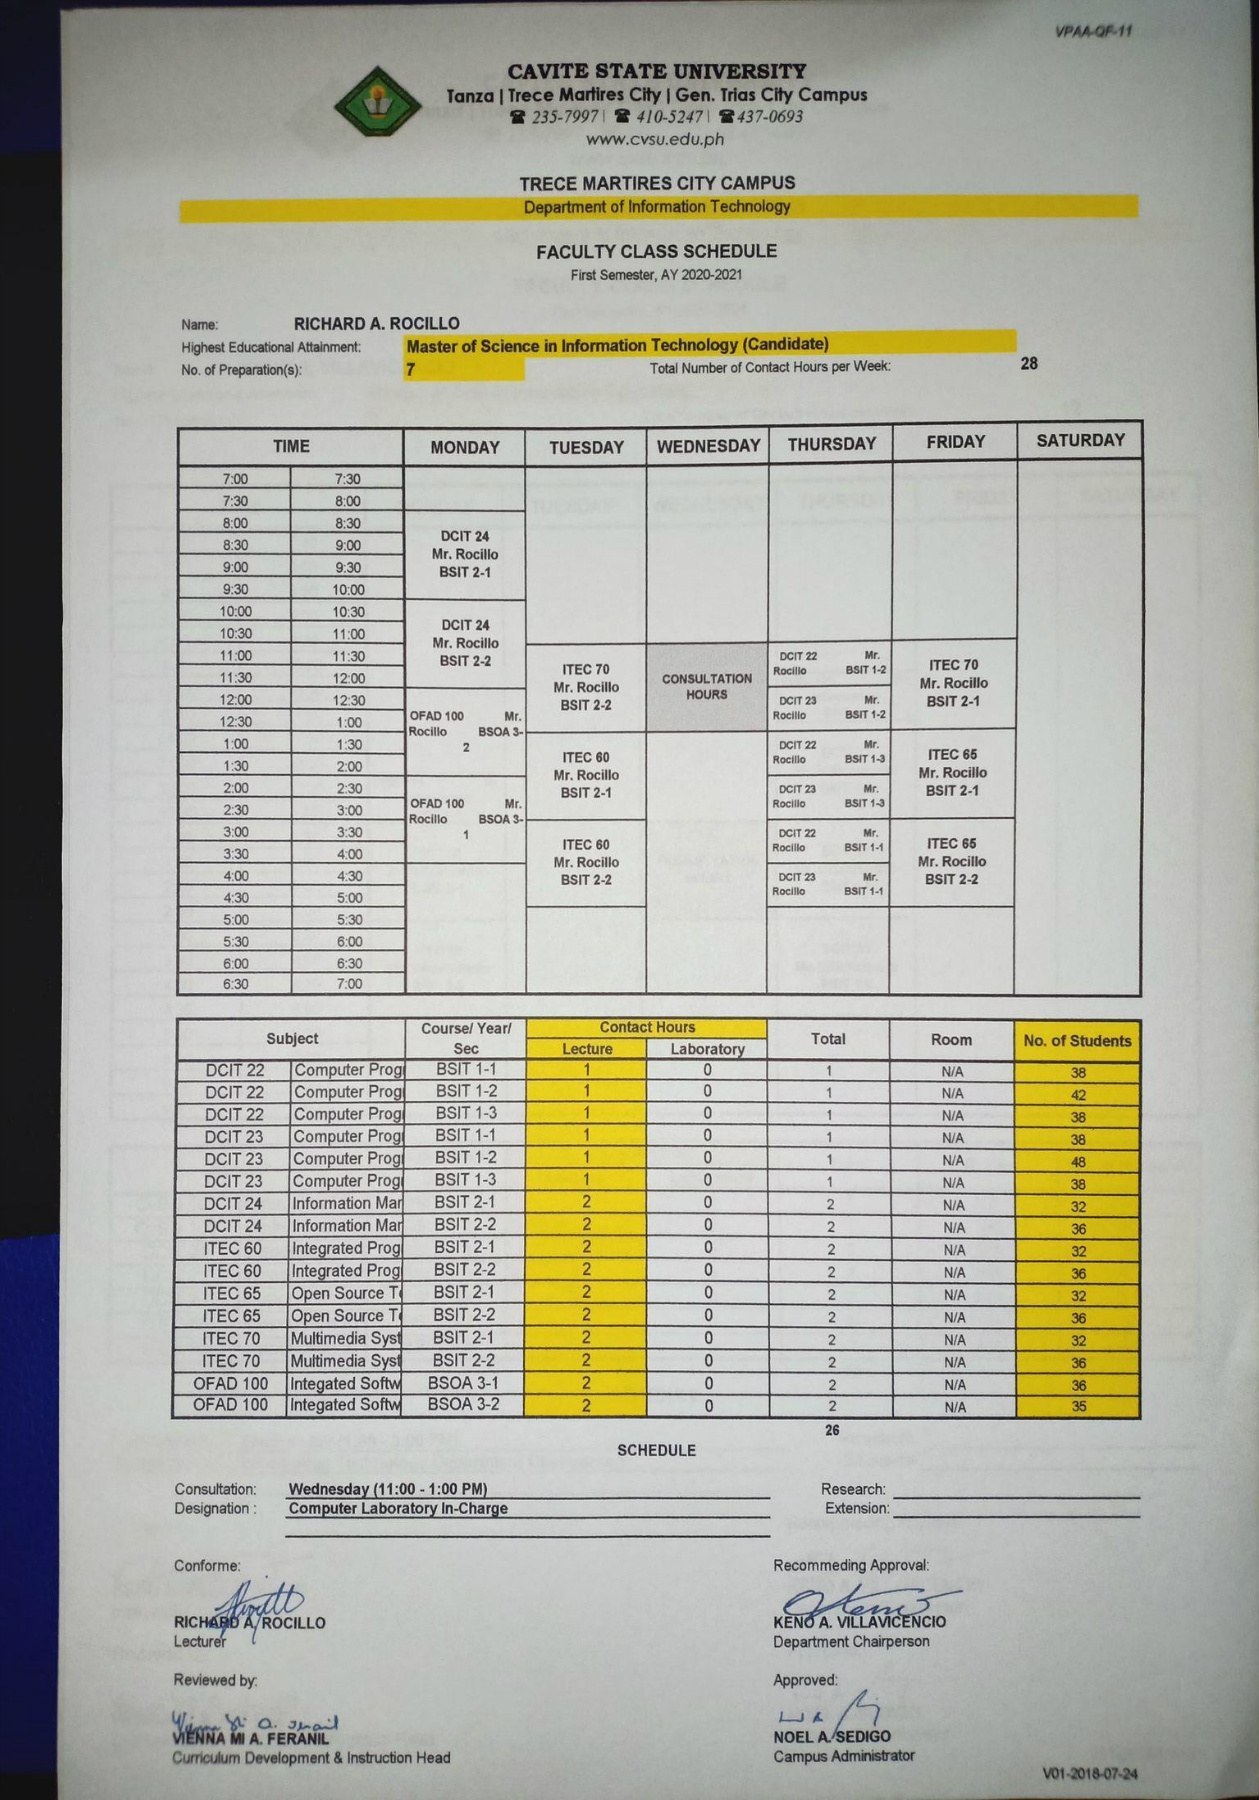 VPAA-QF-11
CAVITE STATE UNIVERSITY
Tanza | Trece Martires City | Gen. Trias City Campus
☎ 235-7997| ☎ 410-5247| ☎437-0693
www.cvsu.edu.ph
TRECE MARTIRES CITY CAMPUS
Department of Information Technology
FACULTY CLASS SCHEDULE
First Semester, AY 2020-2021
Name: RICHARD A. ROCILLO
Highest Educational Attainment: Master of Science in Information Technology (Candidate)
No. of Preparation(s): 7 Total Number of Contact Hours per Week: 28
TIME MONDAY TUESDAY WEDNESDAY THURSDAY FRIDAY SATURDAY
7:00 7:30
7:30 8:00
8:00 8:30
8:30 9:00
9:00 9:30
9:30 10:00
10:00 10:30
10:30 11:00
11:00 11:30
11:30 12:00
12:00 12:30
12:30 1:00
1:00 1:30
1:30 2:00
2:00 2:30
2:30 3:00
3:00 3:30
3:30 4:00
4:00 4:30
4:30 5:00
5:00 5:30
5:30 6:00
6:00 6:30
6:30 7:00
DCIT 24
Mr. Rocillo
BSIT 2-1
DCIT 24
Mr. Rocillo
BSIT 2-2
OFAD 100 Mr.
Rocillo BSOA 3-
2
OFAD 100 Mr.
Rocillo BSOA 3-
1
ITEC 70
Mr. Rocillo
BSIT 2-2
ITEC 60
Mr. Rocillo
BSIT 2-1
ITEC 60
Mr. Rocillo
BSIT 2-2
CONSULTATION
HOURS
DCIT 22 Mr.
Rocillo BSIT 1-2
DCIT 23 Mr.
Rocillo BSIT 1-2
DCIT 22 Mr.
Rocillo BSIT 1-3
DCIT 23 Mr.
Rocillo BSIT 1-3
DCIT 22 Mr.
Rocillo BSIT 1-1
DCIT 23 Mr.
Rocillo BSIT 1-1
ITEC 70
Mr. Rocillo
BSIT 2-1
ITEC 65
Mr. Rocillo
BSIT 2-1
ITEC 65
Mr. Rocillo
BSIT 2-2
Subject Course/ Year/ Sec Contact Hours Total Room No. of Students
Lecture Laboratory
DCIT 22 Computer Prog BSIT 1-1 1 0 1 N/A 38
DCIT 22 Computer Prog BSIT 1-2 1 0 1 N/A 42
DCIT 22 Computer Prog BSIT 1-3 1 0 1 N/A 38
DCIT 23 Computer Prog BSIT 1-1 1 0 1 N/A 38
DCIT 23 Computer Prog BSIT 1-2 1 0 1 N/A 48
DCIT 23 Computer Prog BSIT 1-3 1 0 1 N/A 38
DCIT 24 Information Mar BSIT 2-1 2 0 2 N/A 32
DCIT 24 Information Mar BSIT 2-2 2 0 2 N/A 36
ITEC 60 Integrated Prog BSIT 2-1 2 0 2 N/A 32
ITEC 60 Integrated Prog BSIT 2-2 2 0 2 N/A 36
ITEC 65 Open Source T BSIT 2-1 2 0 2 N/A 32
ITEC 65 Open Source T BSIT 2-2 2 0 2 N/A 36
ITEC 70 Multimedia Syst BSIT 2-1 2 0 2 N/A 32
ITEC 70 Multimedia Syst BSIT 2-2 2 0 2 N/A 36
OFAD 100 Integated Softw BSOA 3-1 2 0 2 N/A 36
OFAD 100 Integated Softw BSOA 3-2 2 0 2 N/A 35
26
SCHEDULE
Consultation: Wednesday (11:00 - 1:00 PM) Research:
Designation : Computer Laboratory In-Charge Extension:
Conforme: Recommeding Approval:
RICHARD A. ROCILLO KENO A. VILLAVICENCIO
Lecturer Department Chairperson
Reviewed by: Approved:
VIENNA MI A. FERANIL NOEL A. SEDIGO
Curriculum Development & Instruction Head Campus Administrator
V01-2018-07-24